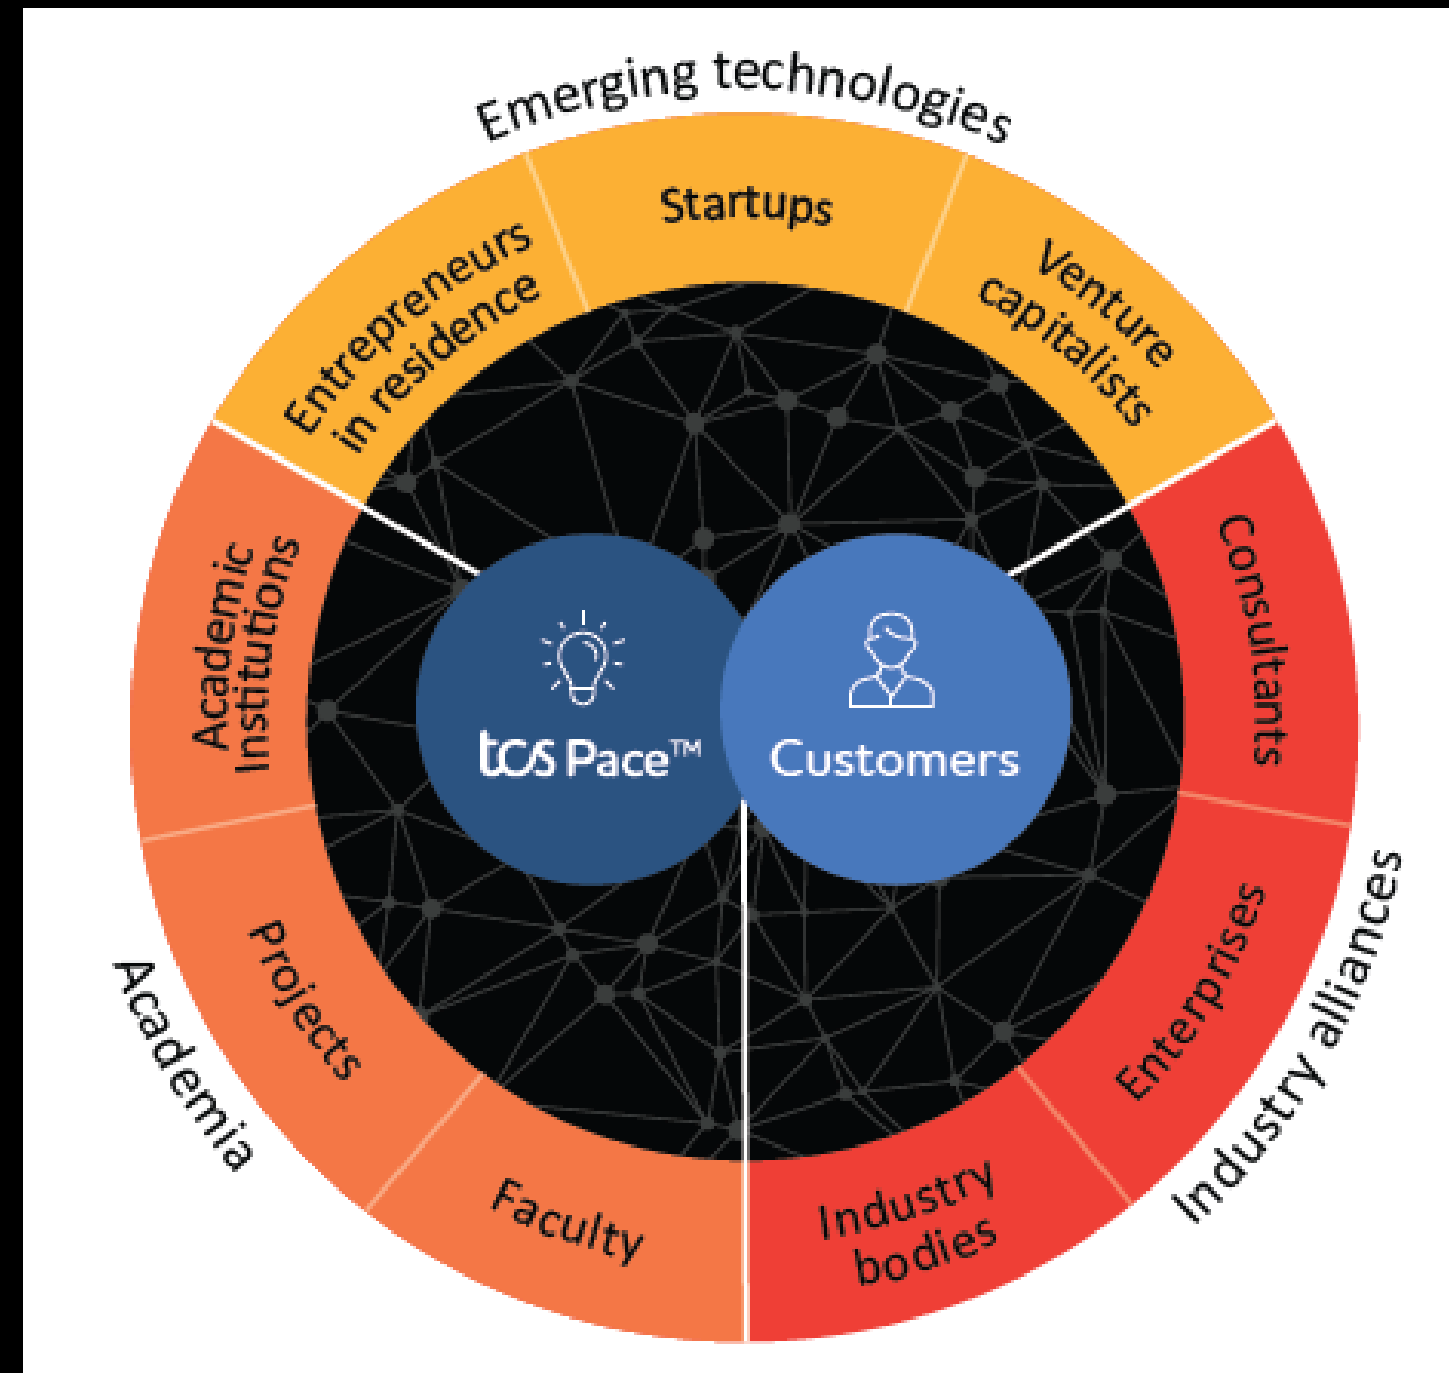 Emerging technologies
Startups
Entrepreneurs
in residence
Venture
capitalists
Academic
Institutions
Consultants
tcs Pace™
Customers
Projects
Enterprises
Academia
Industry alliances
Faculty
Industry
bodies